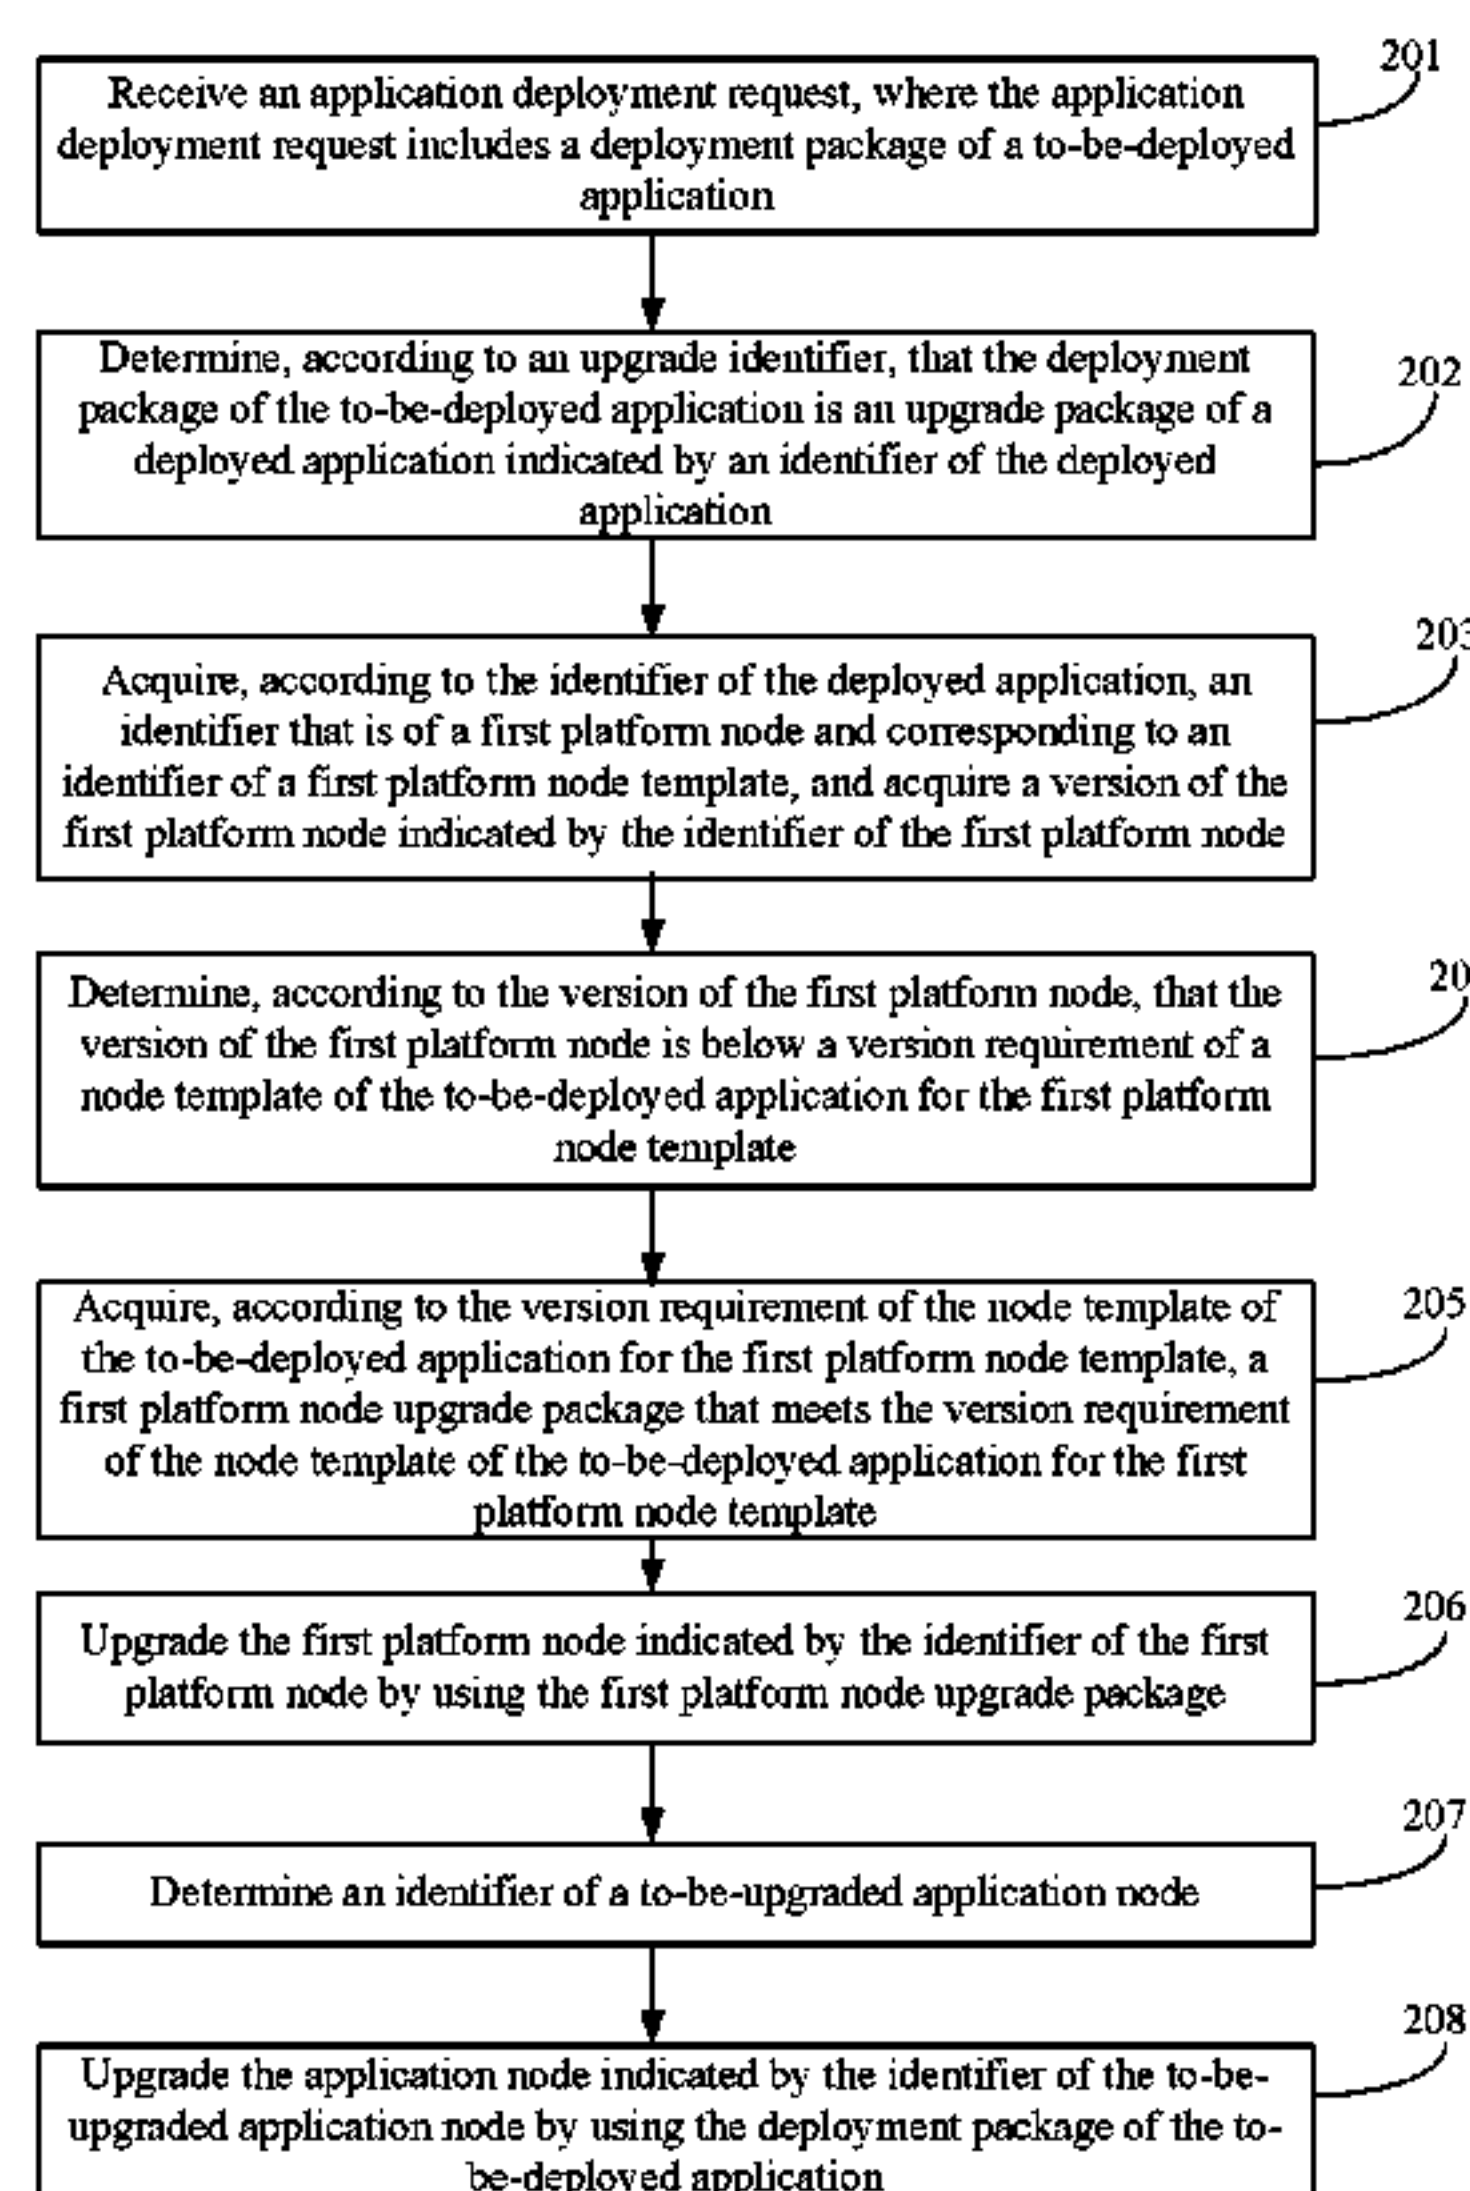 201
Receive an application deployment request, where the application
deployment request includes a deployment package of a to-be-deployed
application
202
Determine, according to an upgrade identifier, that the deployment
package of the to-be-deployed application is an upgrade package of a
deployed application indicated by an identifier of the deployed
application
203
Acquire, according to the identifier of the deployed application, an
identifier that is of a first platform node and corresponding to an
identifier of a first platform node template, and acquire a version of the
first platform node indicated by the identifier of the first platform node
20
Determine, according to the version of the first platform node, that the
version of the first platform node is below a version requirement of a
node template of the to-be-deployed application for the first platform
node template
205
Acquire, according to the version requirement of the node template of
the to-be-deployed application for the first platform node template, a
first platform node upgrade package that meets the version requirement
of the node template of the to-be-deployed application for the first
platform node template
206
Upgrade the first platform node indicated by the identifier of the first
platform node by using the first platform node upgrade package
207
Determine an identifier of a to-be-upgraded application node
208
Upgrade the application node indicated by the identifier of the to-be-
upgraded application node by using the deployment package of the to-
be-deployed application